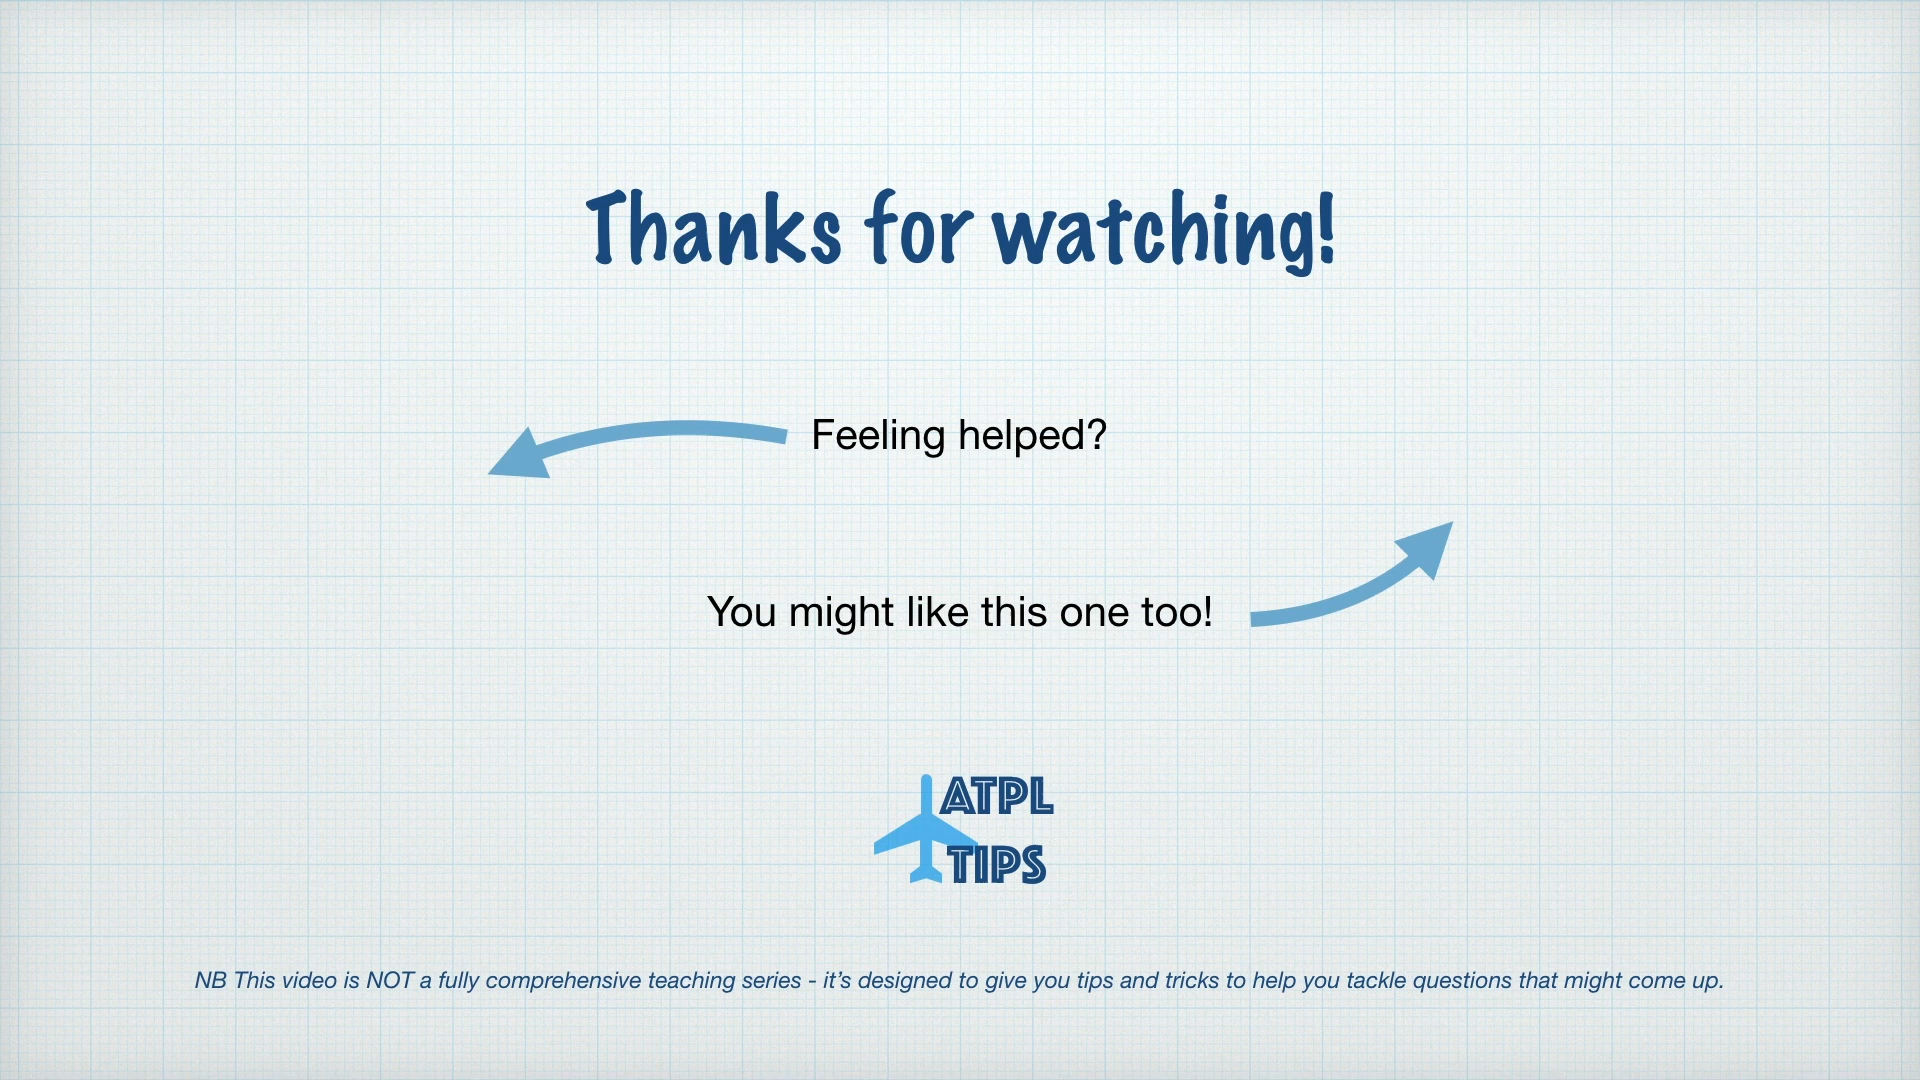 Thanks for watching!
Feeling helped?
You might like this one too!
ATPL
TIPS
NB This video is NOT a fully comprehensive teaching series - it’s designed to give you tips and tricks to help you tackle questions that might come up.